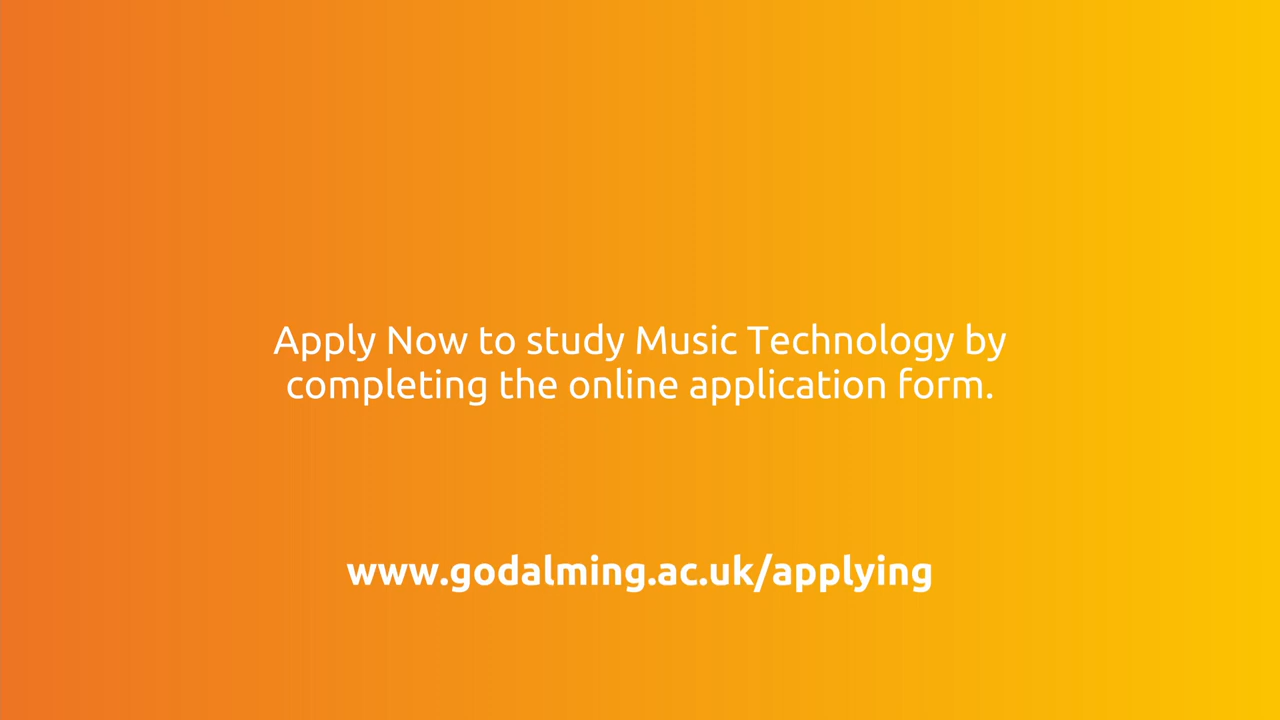 Apply Now to study Music Technology by
completing the online application form.
www.godalming.ac.uk/applying